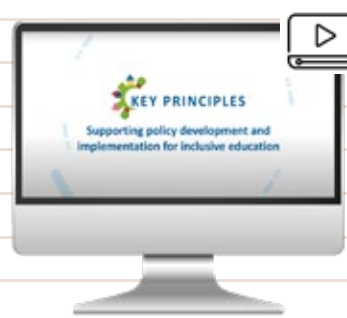 KEY PRINCIPLES
Supporting policy development and
implementation for inclusive education